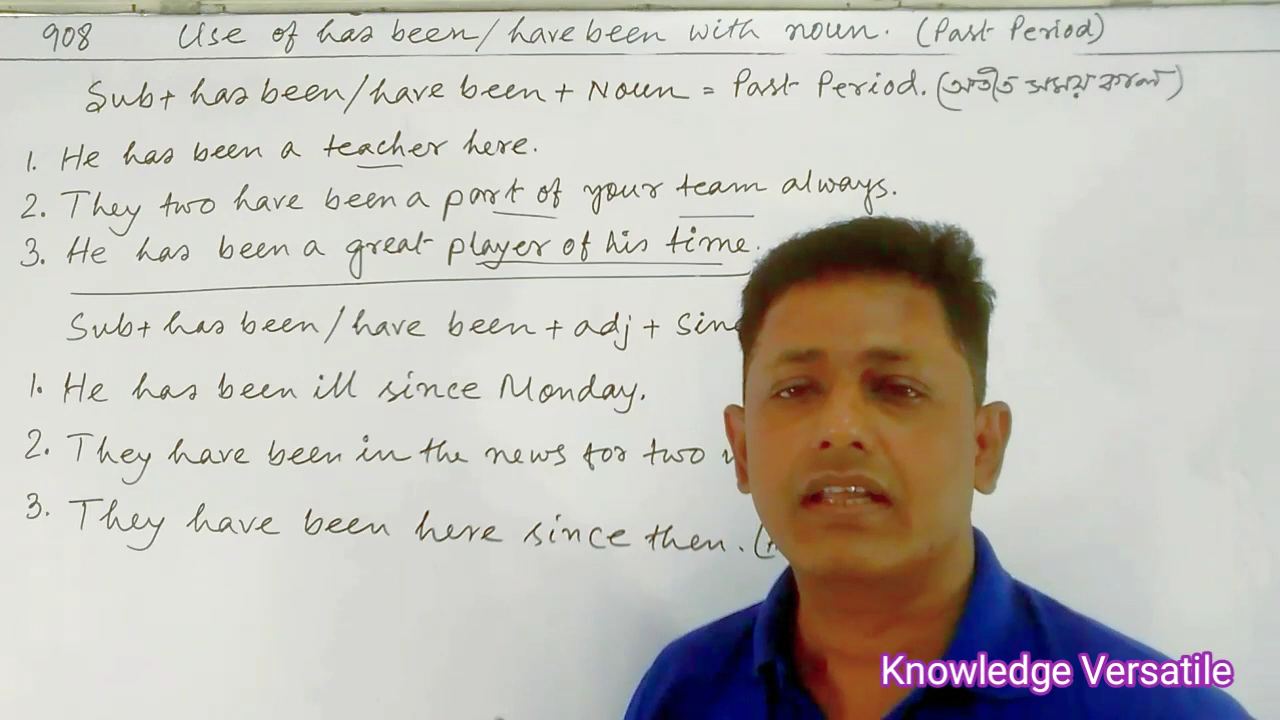 908 Use of has been/have been with noun. (Past Period)
Sub+ has been/have been + Noun = Past Period. (অতীত সময়কাল)
1. He has been a teacher here.
2. They two have been a part of your team always.
3. He has been a great player of his time.
Sub+ has been/have been + adj +
1. He has been ill since Monday.
2. They have been in the news for two
3. They have been here since then.
Knowledge Versatile